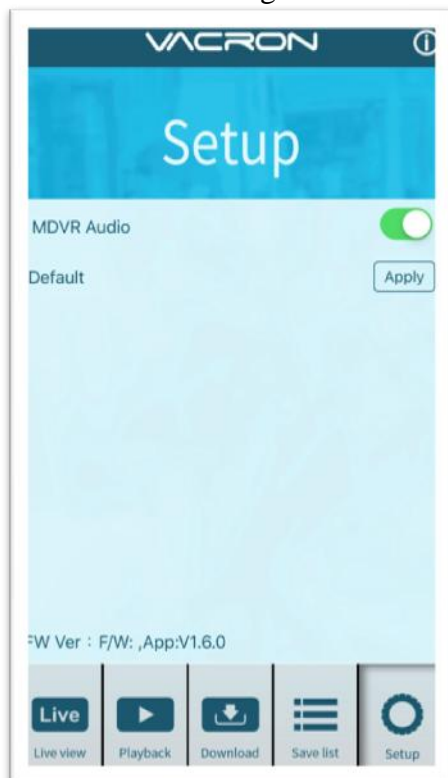 VACRON
Setup
MDVR Audio
Default
Apply
FW Ver : F/W: ,App:V1.6.0
Live
Live view
Playback
Download
Save list
Setup